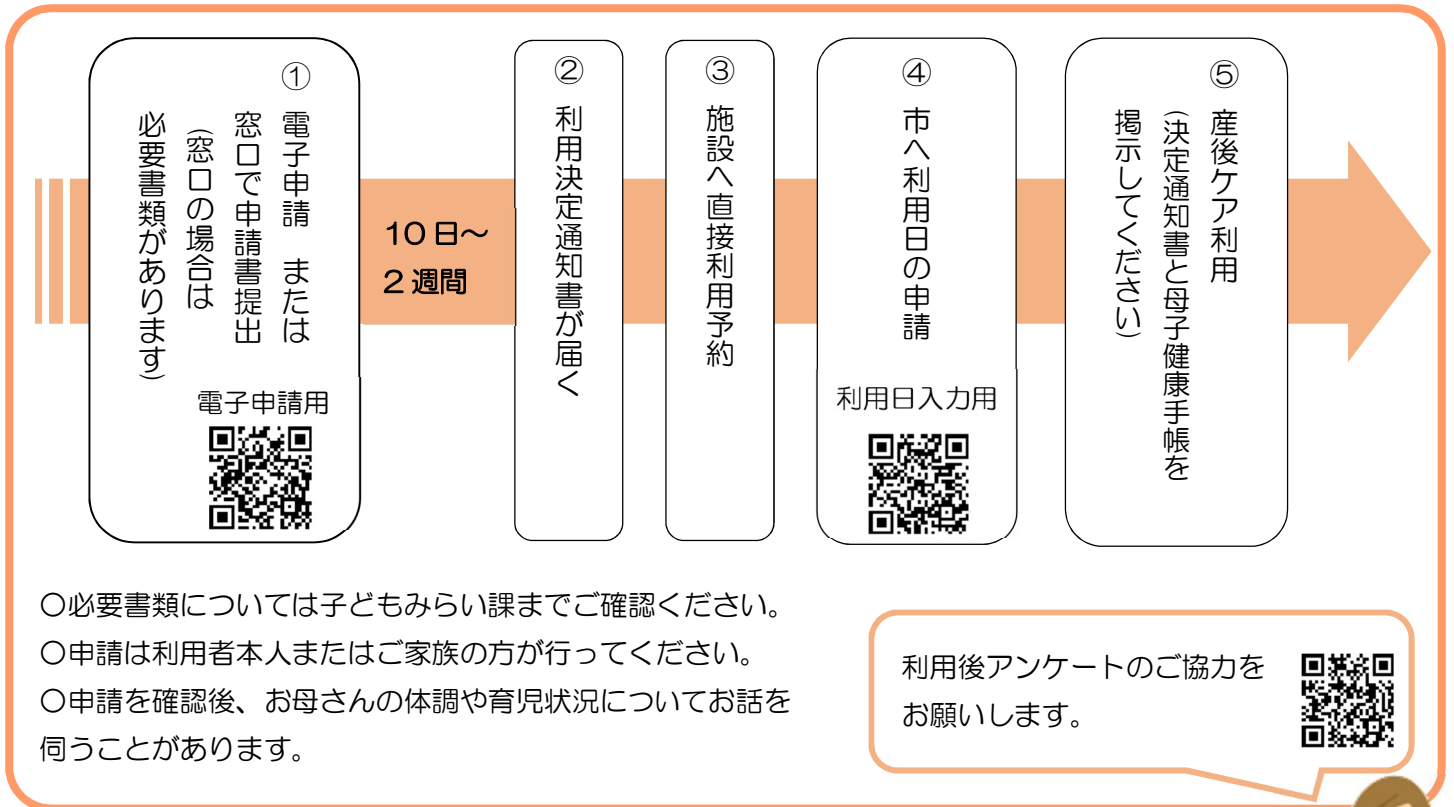 ①
電子申請　または
窓口で申請書提出
（窓口の場合は
必要書類があります）
電子申請用
10日～
2週間
②
利用決定通知書が届く
③
施設へ直接利用予約
④
市へ利用日の申請
利用日入力用
⑤
産後ケア利用
（決定通知書と母子健康手帳を
掲示してください）
〇必要書類については子どもみらい課までご確認ください。
〇申請は利用者本人またはご家族の方が行ってください。
〇申請を確認後、お母さんの体調や育児状況についてお話を
伺うことがあります。
利用後アンケートのご協力を
お願いします。